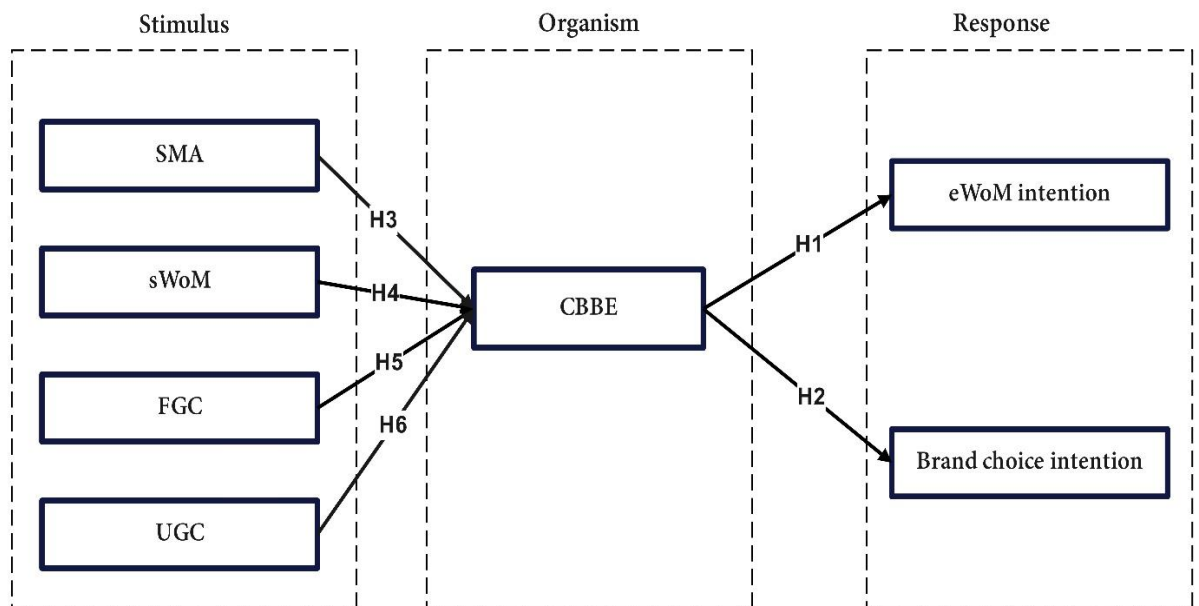 Stimulus
Organism
Response
SMA
sWoM
FGC
UGC
H3
H4
H5
H6
CBBE
H1
H2
eWoM intention
Brand choice intention